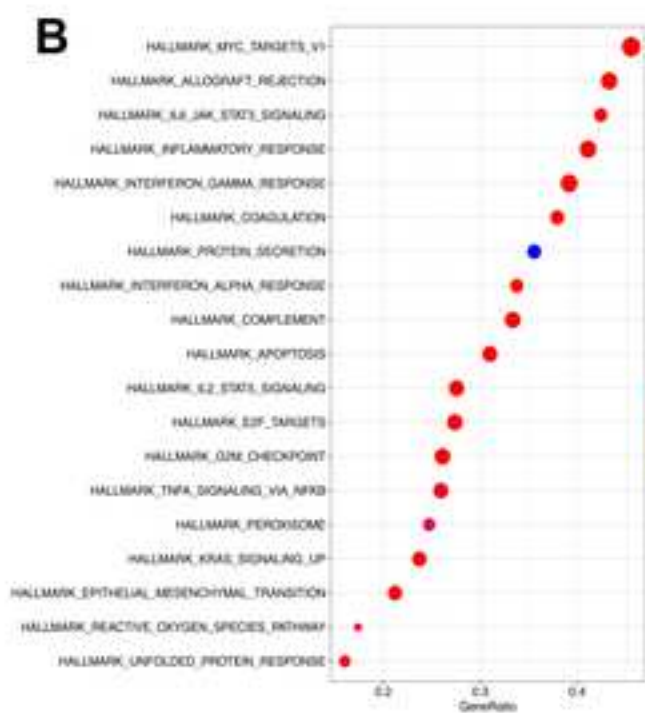 B
HALLMARK_MYC_TARGETS_V1
HALLMARK_ALLOGRAFT_REJECTION
HALLMARK_IL6_JAK_STAT3_SIGNALING
HALLMARK_INFLAMMATORY_RESPONSE
HALLMARK_INTERFERON_GAMMA_RESPONSE
HALLMARK_COAGULATION
HALLMARK_PROTEIN_SECRETION
HALLMARK_INTERFERON_ALPHA_RESPONSE
HALLMARK_COMPLEMENT
HALLMARK_APOPTOSIS
HALLMARK_IL2_STAT5_SIGNALING
HALLMARK_E2F_TARGETS
HALLMARK_G2M_CHECKPOINT
HALLMARK_TNFA_SIGNALING_VIA_NFKB
HALLMARK_PEROXISOME
HALLMARK_KRAS_SIGNALING_UP
HALLMARK_EPITHELIAL_MESENCHYMAL_TRANSITION
HALLMARK_REACTIVE_OXYGEN_SPECIES_PATHWAY
HALLMARK_UNFOLDED_PROTEIN_RESPONSE
0.2 0.3 0.4
GeneRatio